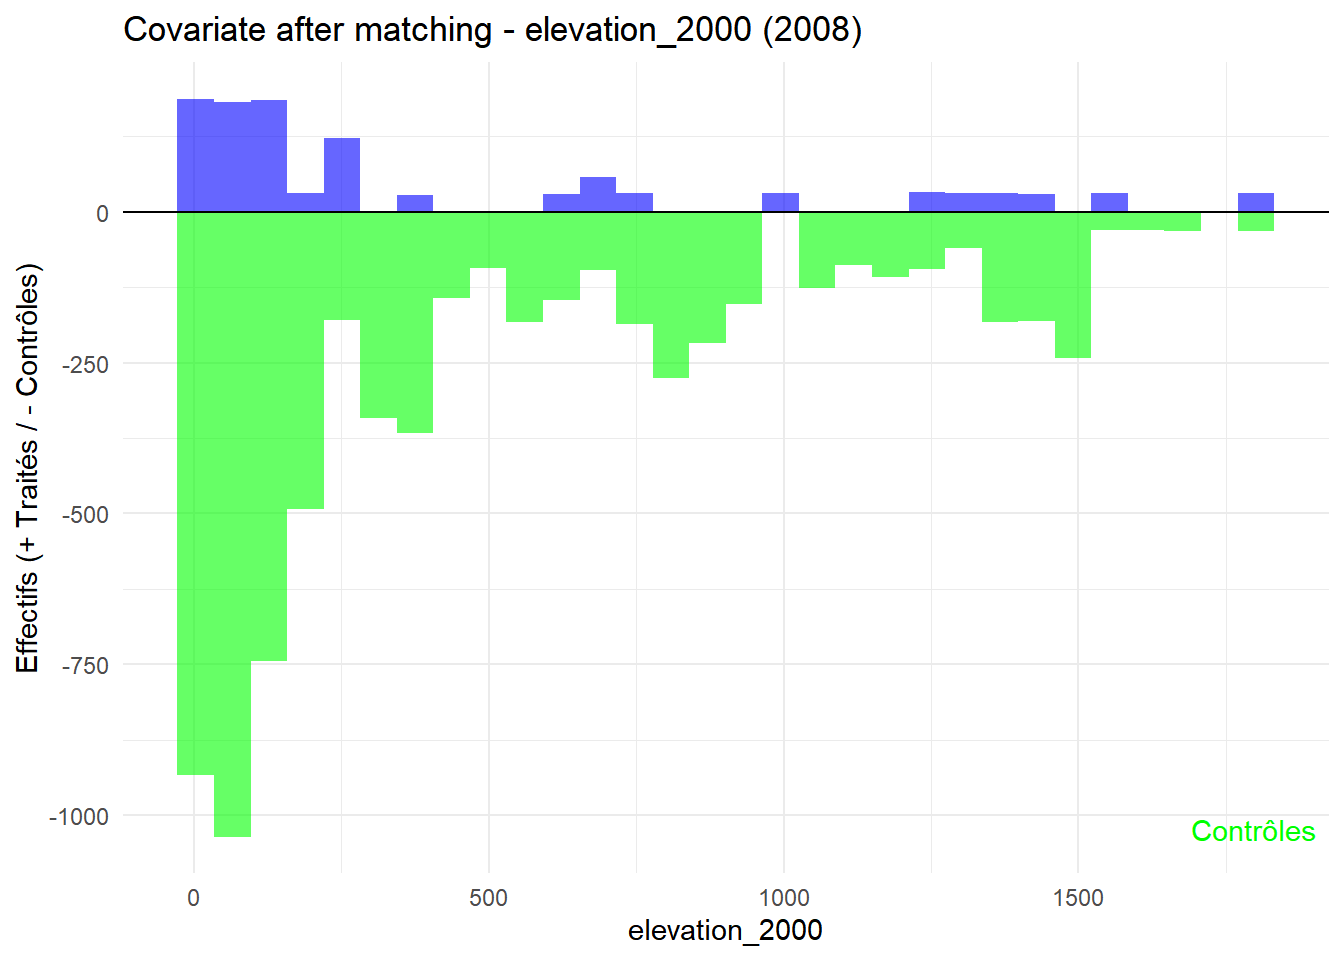 Covariate after matching - elevation_2000 (2008)
Effectifs (+ Traités / - Contrôles)
0
-250
-500
-750
-1000
Contrôles
0 500 1000 1500
elevation_2000